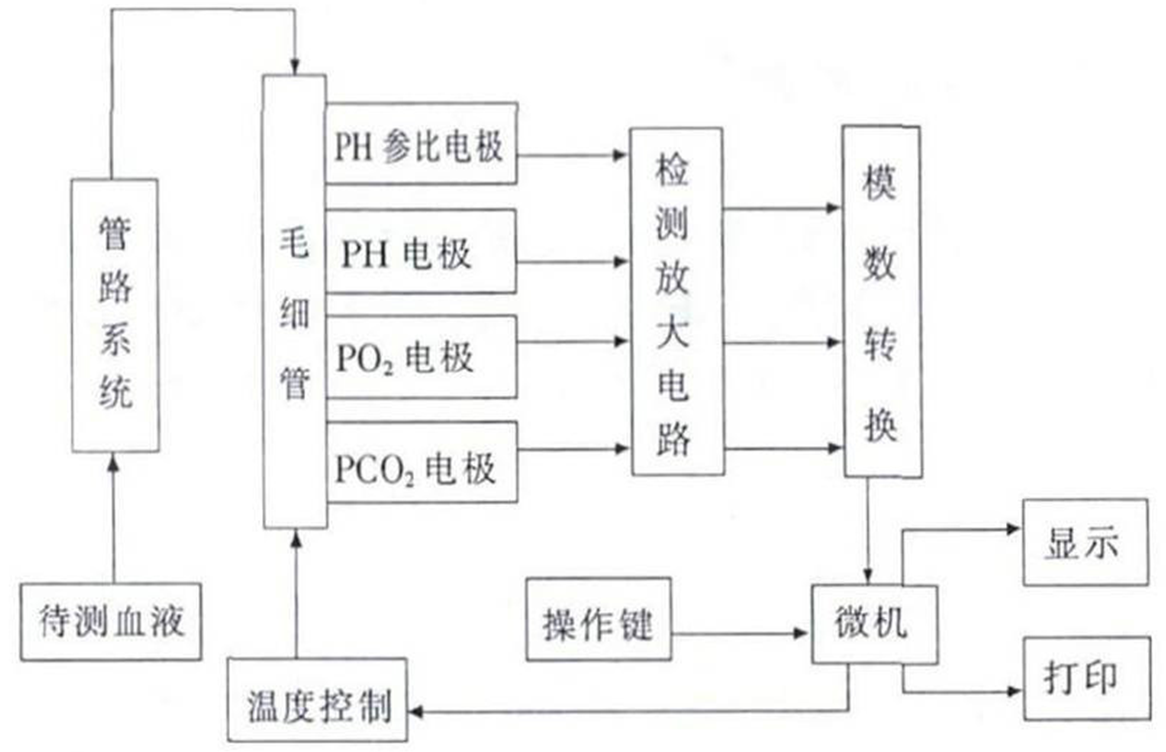 PH 参比电极
PH 电极
PO₂ 电极
PCO₂ 电极
管路系统
毛细管
检测放大电路
模数转换
待测血液
温度控制
操作键
微机
显示
打印